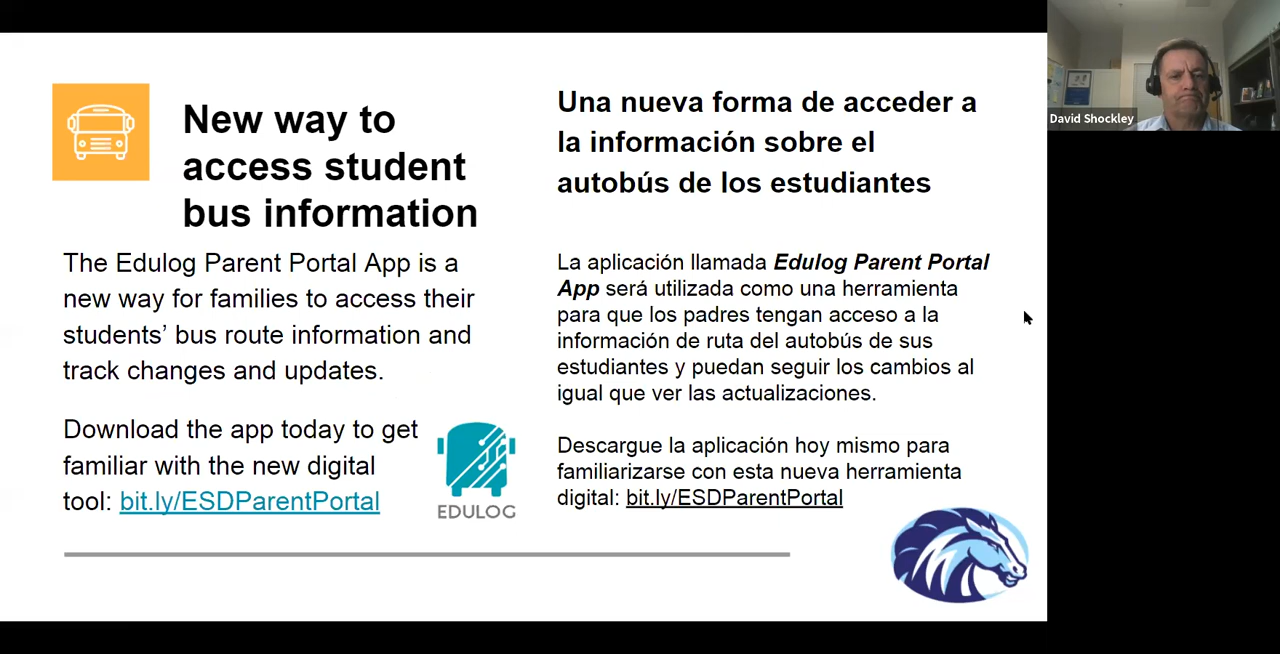 New way to
access student
bus information
The Edulog Parent Portal App is a
new way for families to access their
students’ bus route information and
track changes and updates.
Download the app today to get
familiar with the new digital
tool: bit.ly/ESDParentPortal
EDULOG
Una nueva forma de acceder a
la información sobre el
autobús de los estudiantes
La aplicación llamada Edulog Parent Portal
App será utilizada como una herramienta
para que los padres tengan acceso a la
información de ruta del autobús de sus
estudiantes y puedan seguir los cambios al
igual que ver las actualizaciones.
Descargue la aplicación hoy mismo para
familiarizarse con esta nueva herramienta
digital: bit.ly/ESDParentPortal
David Shockley